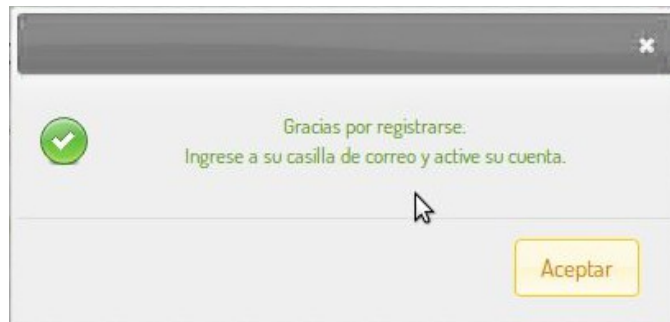 Gracias por registrarse.
Ingrese a su casilla de correo y active su cuenta.
Aceptar